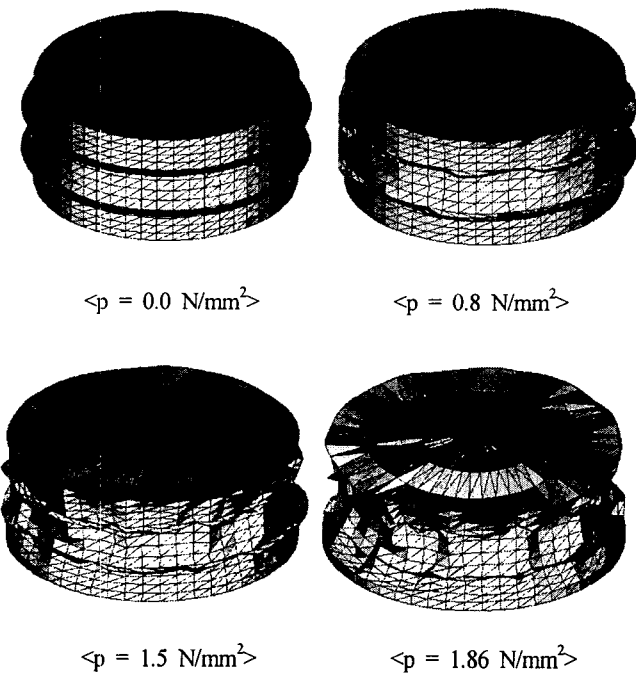 <p = 0.0 N/mm²>
<p = 0.8 N/mm²>
<p = 1.5 N/mm²>
<p = 1.86 N/mm²>